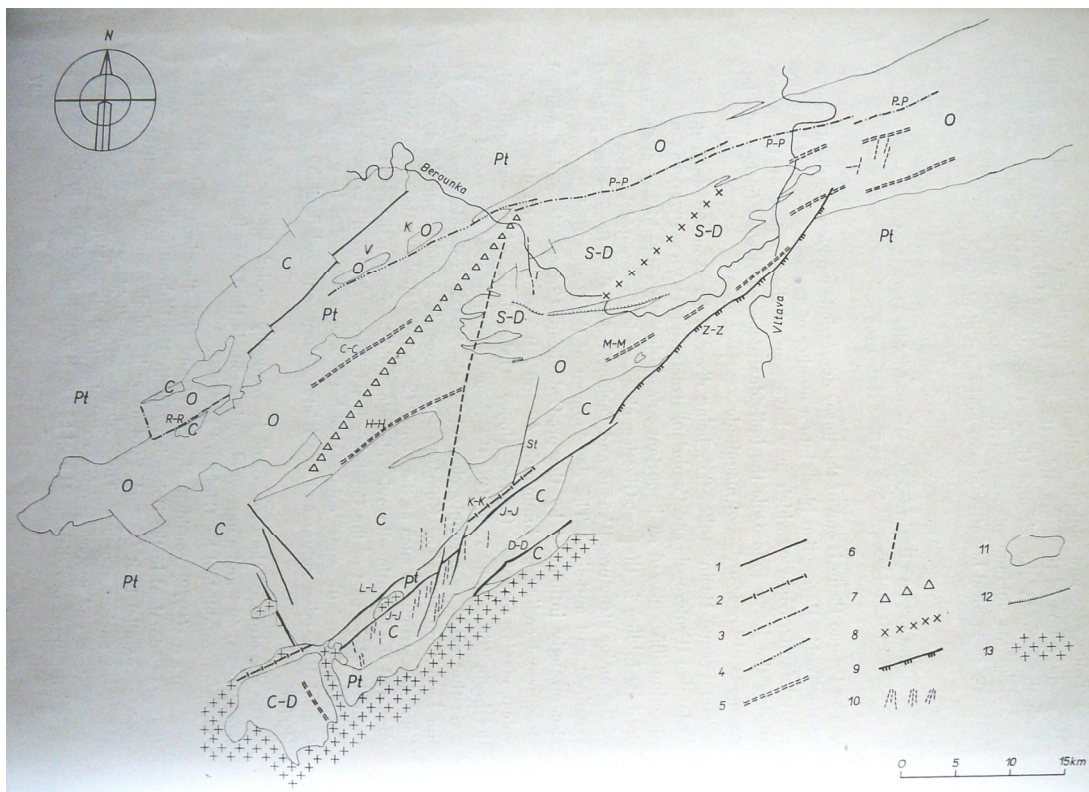 N
P-P
O
O
P-P
Pt
P-P
Berounka
K
O
V
O
S-D
S-D
Pt
C
Pt
S-D
Vltava
Z-Z
M-M
C-C
O
C
O
Pt
R-R
C
O
H-H
C
St
O
K-K
C
C
C
J-J
D-D
C
Pt
L-L
Pt
J-J
C
Pt
C-D
1
2
3
4
5
6
7
8
9
10
11
12
13
0 5 10 15km